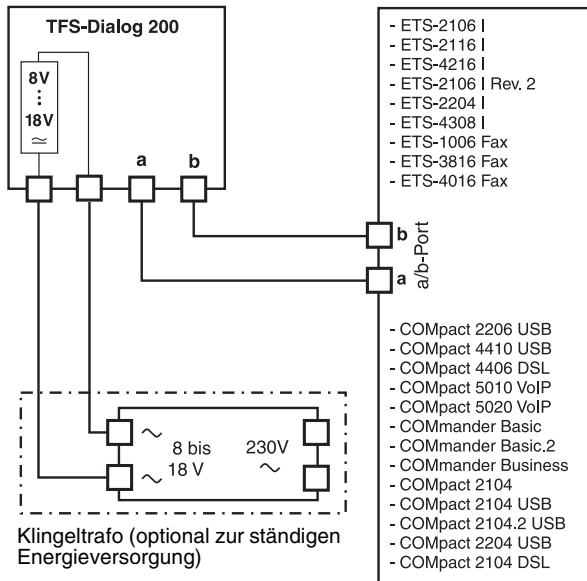 TFS-Dialog 200
8V
⋮
18V
≃
a
b
- ETS-2106 I
- ETS-2116 I
- ETS-4216 I
- ETS-2106 I Rev. 2
- ETS-2204 I
- ETS-4308 I
- ETS-1006 Fax
- ETS-3816 Fax
- ETS-4016 Fax
b
a
a/b-Port
- COMpact 2206 USB
- COMpact 4410 USB
- COMpact 4406 DSL
- COMpact 5010 VoIP
- COMpact 5020 VoIP
- COMmander Basic
- COMmander Basic.2
- COMmander Business
- COMpact 2104
- COMpact 2104 USB
- COMpact 2104.2 USB
- COMpact 2204 USB
- COMpact 2104 DSL
~
8 bis
~ 18 V
230V
~
Klingeltrafo (optional zur ständigen
Energieversorgung)